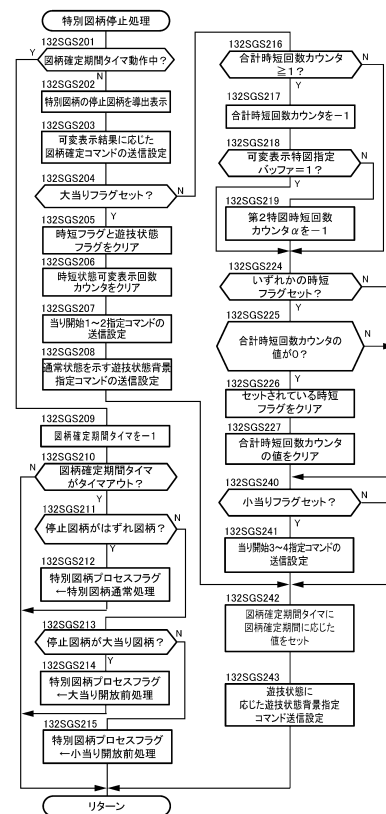 特別図柄停止処理
132SGS201
Y
図柄確定期間タイマ動作中？
N
132SGS202
特別図柄の停止図柄を導出表示
132SGS203
可変表示結果に応じた
図柄確定コマンドの送信設定
132SGS204
大当りフラグセット？
N
Y
132SGS205
時短フラグと遊技状態
フラグをクリア
132SGS206
時短状態可変表示回数
カウンタをクリア
132SGS207
当り開始1～2指定コマンドの
送信設定
132SGS208
通常状態を示す遊技状態背景
指定コマンドの送信設定
132SGS209
図柄確定期間タイマを－1
132SGS210
N
図柄確定期間タイマ
がタイマアウト？
Y
132SGS211
停止図柄がはずれ図柄？
N
Y
132SGS212
特別図柄プロセスフラグ
←特別図柄通常処理
132SGS213
停止図柄が大当り図柄？
N
Y
132SGS214
特別図柄プロセスフラグ
←大当り開放前処理
132SGS215
特別図柄プロセスフラグ
←小当り開放前処理
リターン
132SGS216
合計時短回数カウンタ
≧1？
N
Y
132SGS217
合計時短回数カウンタを－1
132SGS218
可変表示特図指定
バッファ＝1？
N
Y
132SGS219
第2特図時短回数
カウンタαを－1
132SGS224
いずれかの時短
フラグセット？
N
Y
132SGS225
合計時短回数カウンタの
値が0？
N
Y
132SGS226
セットされている時短
フラグをクリア
132SGS227
合計時短回数カウンタ
の値をクリア
132SGS240
小当りフラグセット？
N
Y
132SGS241
当り開始3～4指定コマンドの
送信設定
132SGS242
図柄確定期間タイマに
図柄確定期間に応じた
値をセット
132SGS243
遊技状態に
応じた遊技状態背景指定
コマンド送信設定